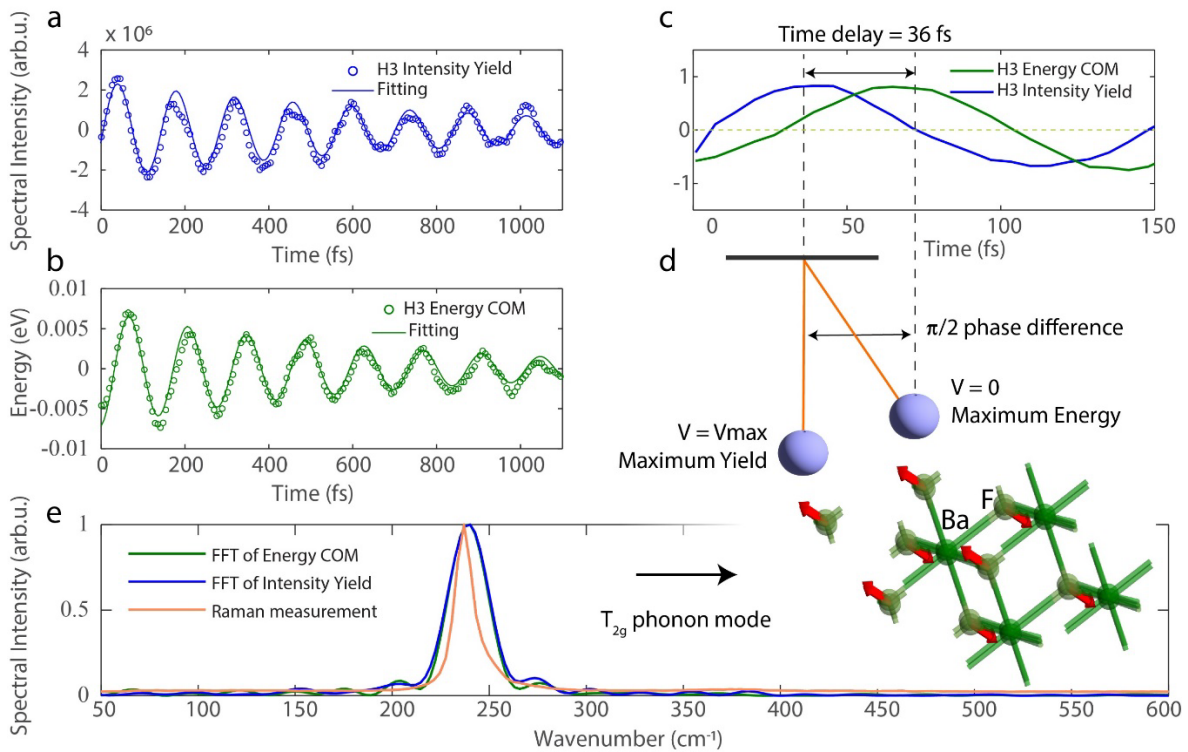 a
Spectral Intensity (arb.u.)
x 10⁶
4
2
0
-2
-4
H3 Intensity Yield
Fitting
0
200
400
600
800
1000
Time (fs)
b
Energy (eV)
0.01
0.005
0
-0.005
-0.01
H3 Energy COM
Fitting
0
200
400
600
800
1000
Time (fs)
c
Time delay = 36 fs
1
0
-1
H3 Energy COM
H3 Intensity Yield
0
50
100
150
Time (fs)
d
π/2 phase difference
V = 0
Maximum Energy
V = Vmax
Maximum Yield
e
Spectral Intensity (arb.u.)
1
0.5
0
FFT of Energy COM
FFT of Intensity Yield
Raman measurement
T₂g phonon mode
Ba
F
50
100
150
200
250
300
350
400
450
500
550
600
Wavenumber (cm⁻¹)